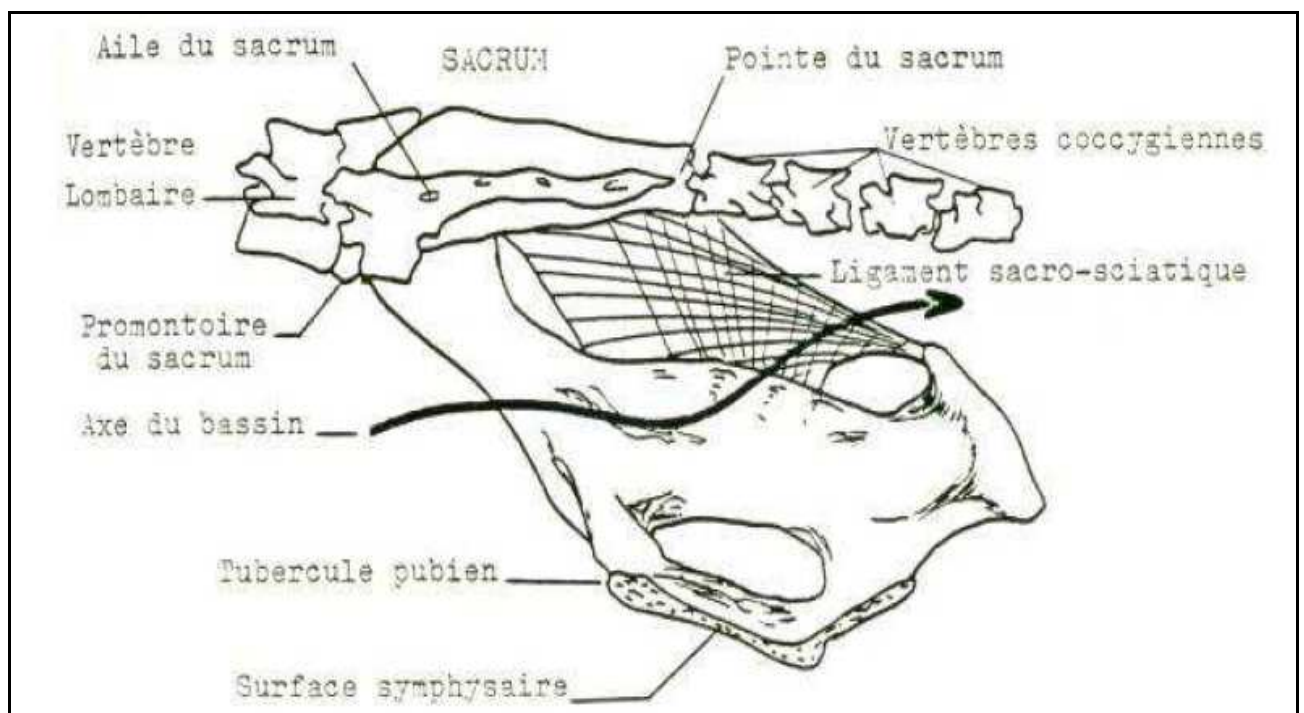 Aile du sacrum
SACRUM
Pointe du sacrum
Vertèbre
Lombaire
Vertèbres coccygiennes
Ligament sacro-sciatique
Promontoire
du sacrum
Axe du bassin
Tubercule pubien
Surface symphysaire